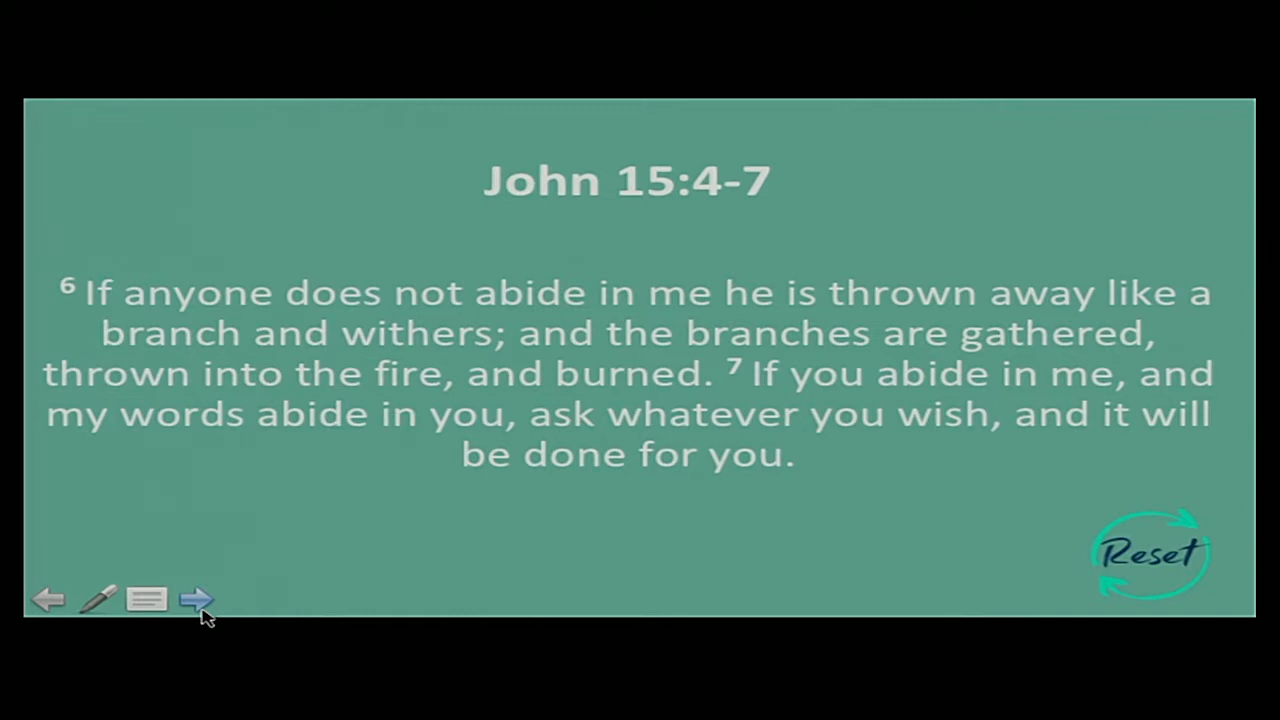 John 15:4-7
6 If anyone does not abide in me he is thrown away like a
branch and withers; and the branches are gathered,
thrown into the fire, and burned. 7 If you abide in me, and
my words abide in you, ask whatever you wish, and it will
be done for you.
Reset